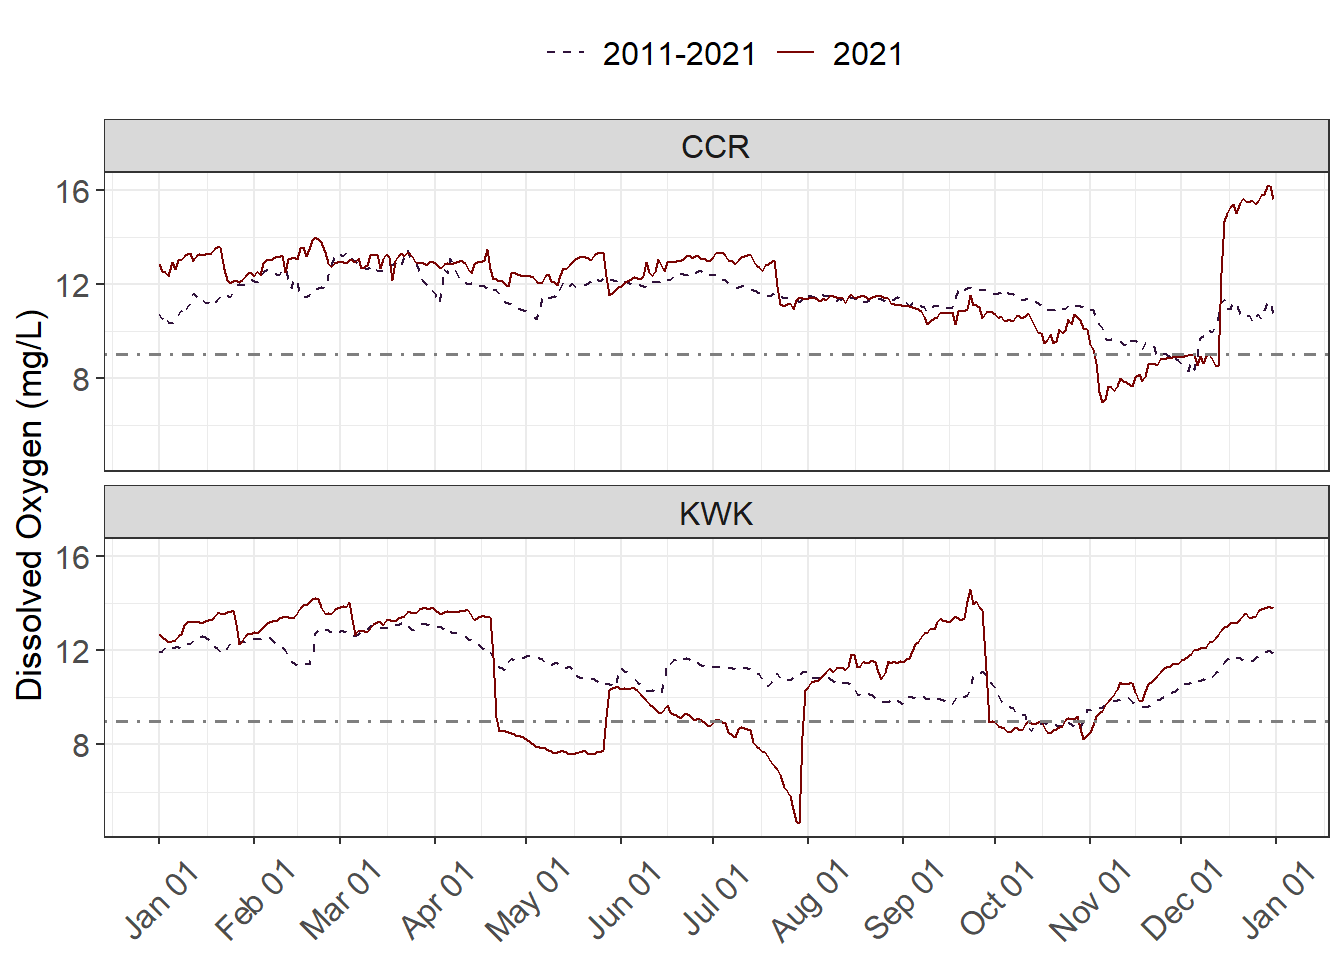 2011-2021 2021
CCR
16
12
8
Dissolved Oxygen (mg/L)
KWK
16
12
8
Jan 01 Feb 01 Mar 01 Apr 01 May 01 Jun 01 Jul 01 Aug 01 Sep 01 Oct 01 Nov 01 Dec 01 Jan 01